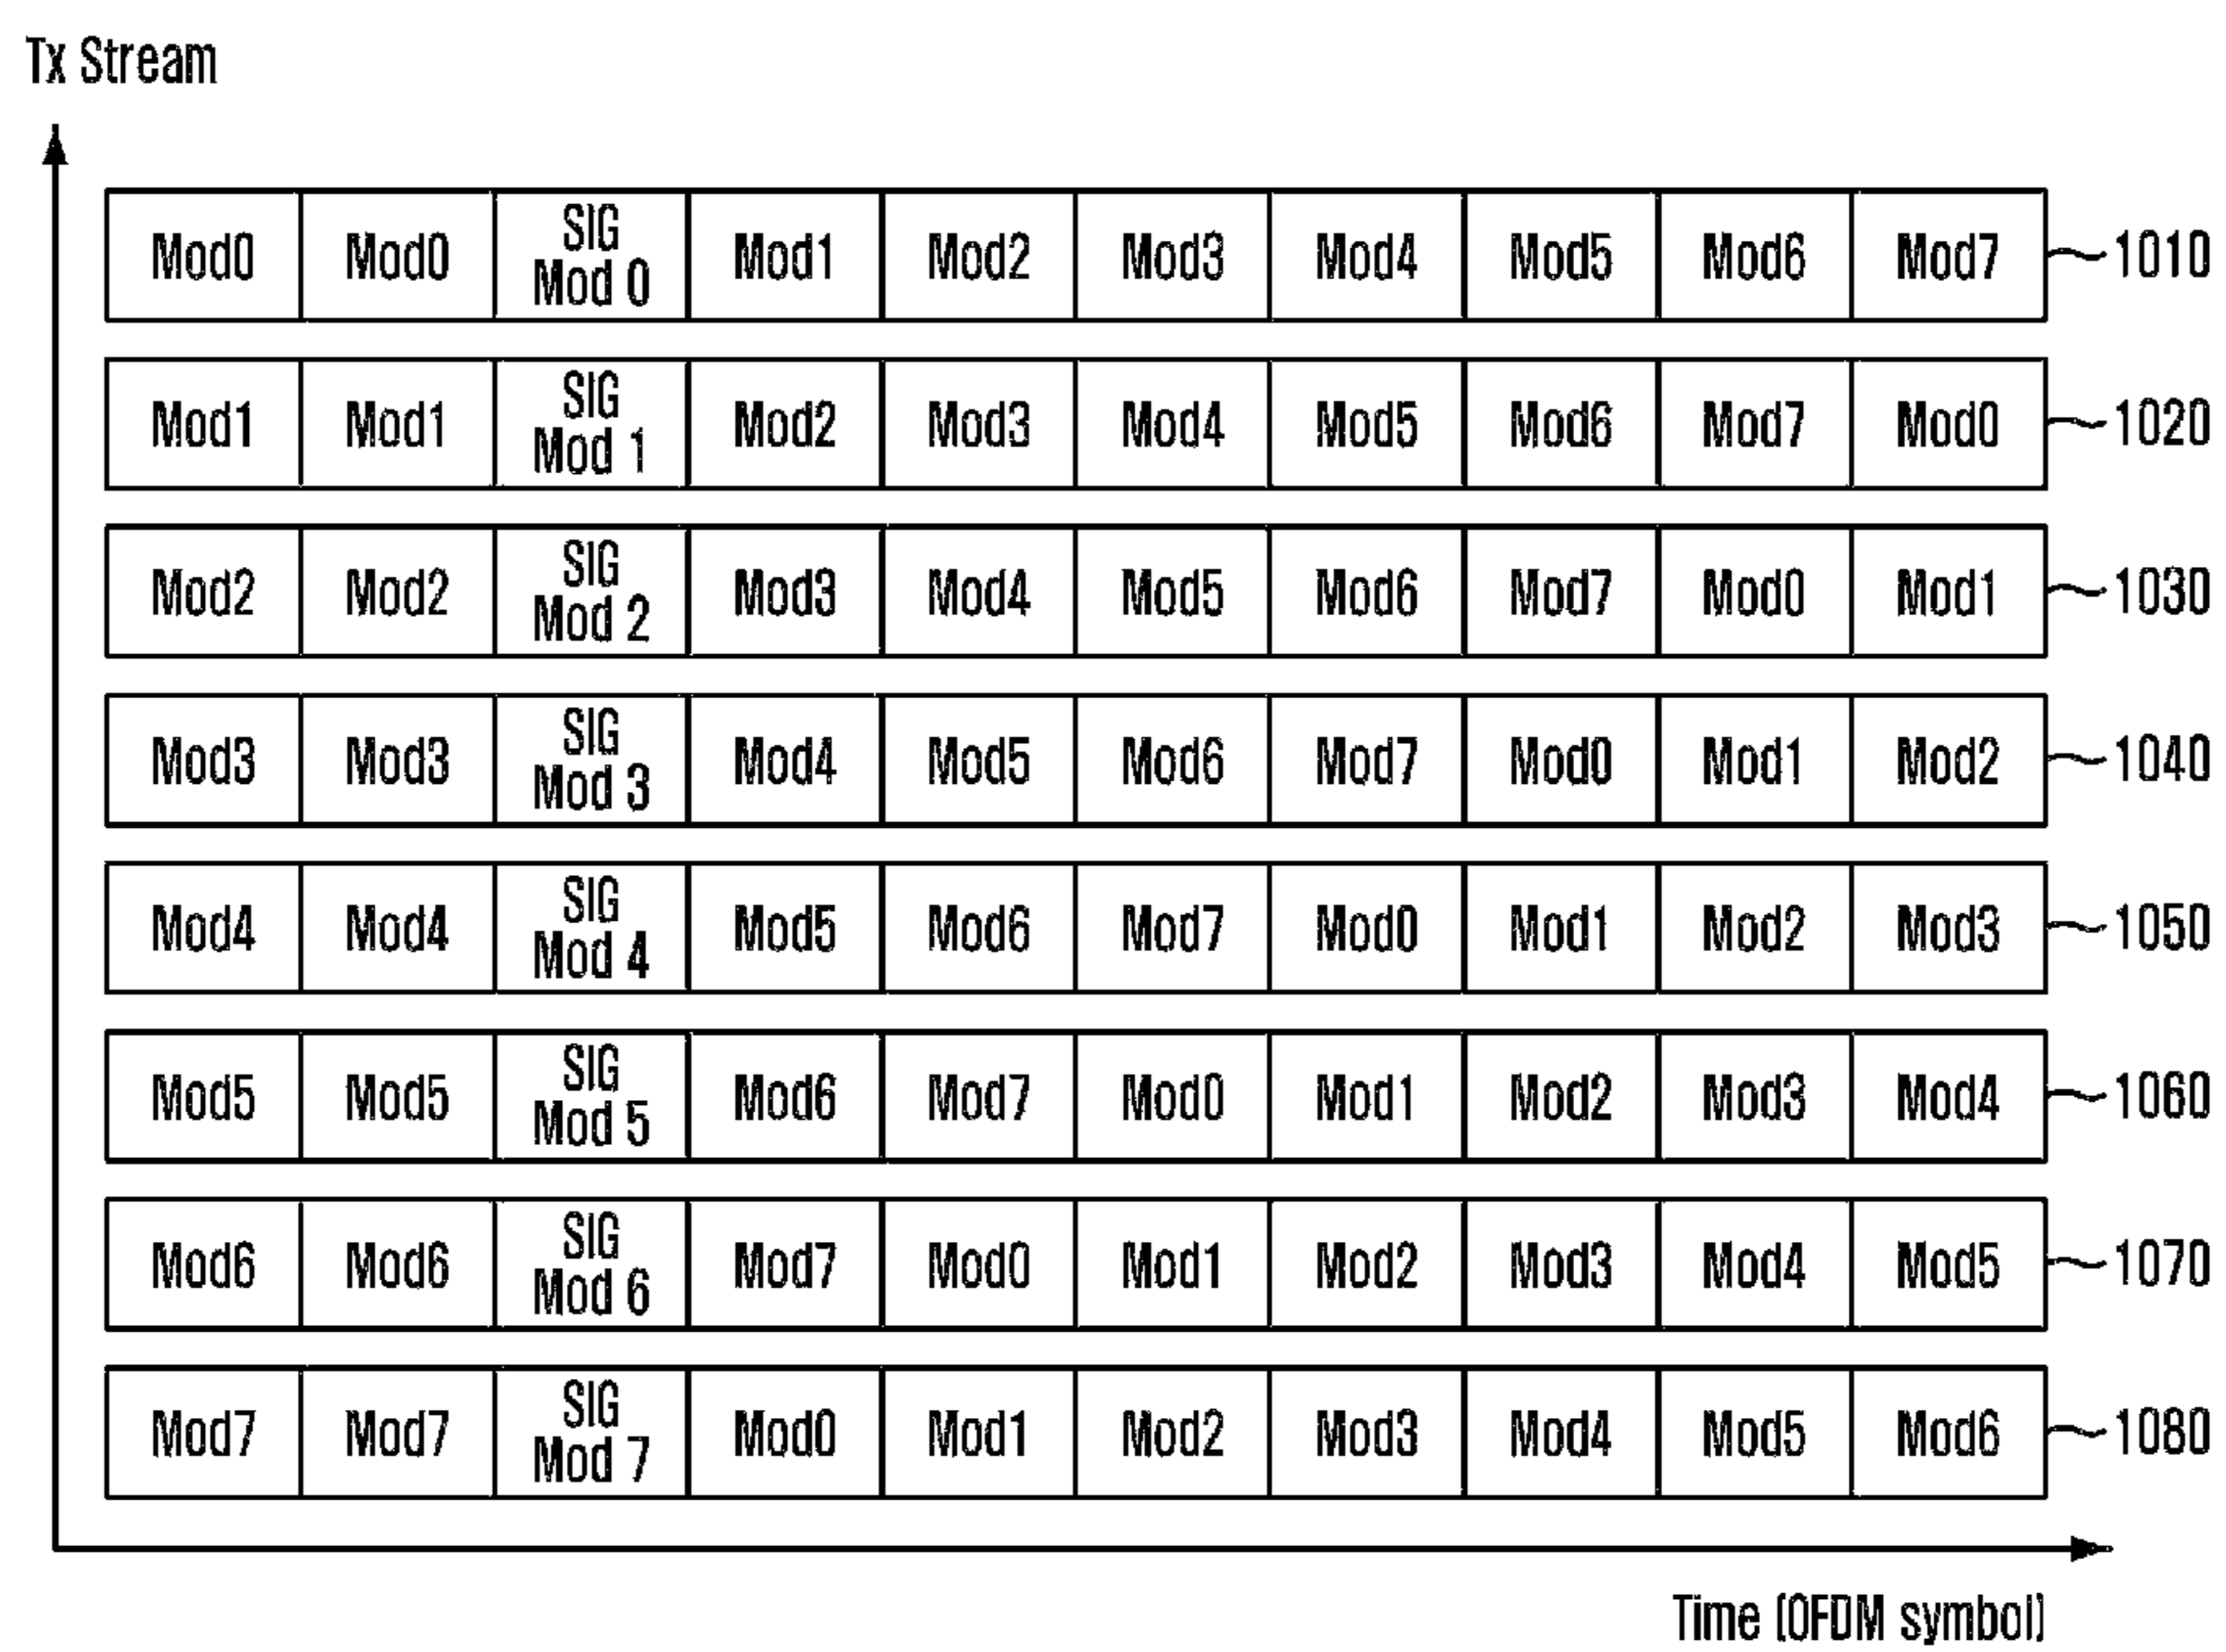 Tx Stream
Mod0 Mod0 SIG Mod 0 Mod1 Mod2 Mod3 Mod4 Mod5 Mod6 Mod7 1010
Mod1 Mod1 SIG Mod 1 Mod2 Mod3 Mod4 Mod5 Mod6 Mod7 Mod0 1020
Mod2 Mod2 SIG Mod 2 Mod3 Mod4 Mod5 Mod6 Mod7 Mod0 Mod1 1030
Mod3 Mod3 SIG Mod 3 Mod4 Mod5 Mod6 Mod7 Mod0 Mod1 Mod2 1040
Mod4 Mod4 SIG Mod 4 Mod5 Mod6 Mod7 Mod0 Mod1 Mod2 Mod3 1050
Mod5 Mod5 SIG Mod 5 Mod6 Mod7 Mod0 Mod1 Mod2 Mod3 Mod4 1060
Mod6 Mod6 SIG Mod 6 Mod7 Mod0 Mod1 Mod2 Mod3 Mod4 Mod5 1070
Mod7 Mod7 SIG Mod 7 Mod0 Mod1 Mod2 Mod3 Mod4 Mod5 Mod6 1080
Time (OFDM symbol)